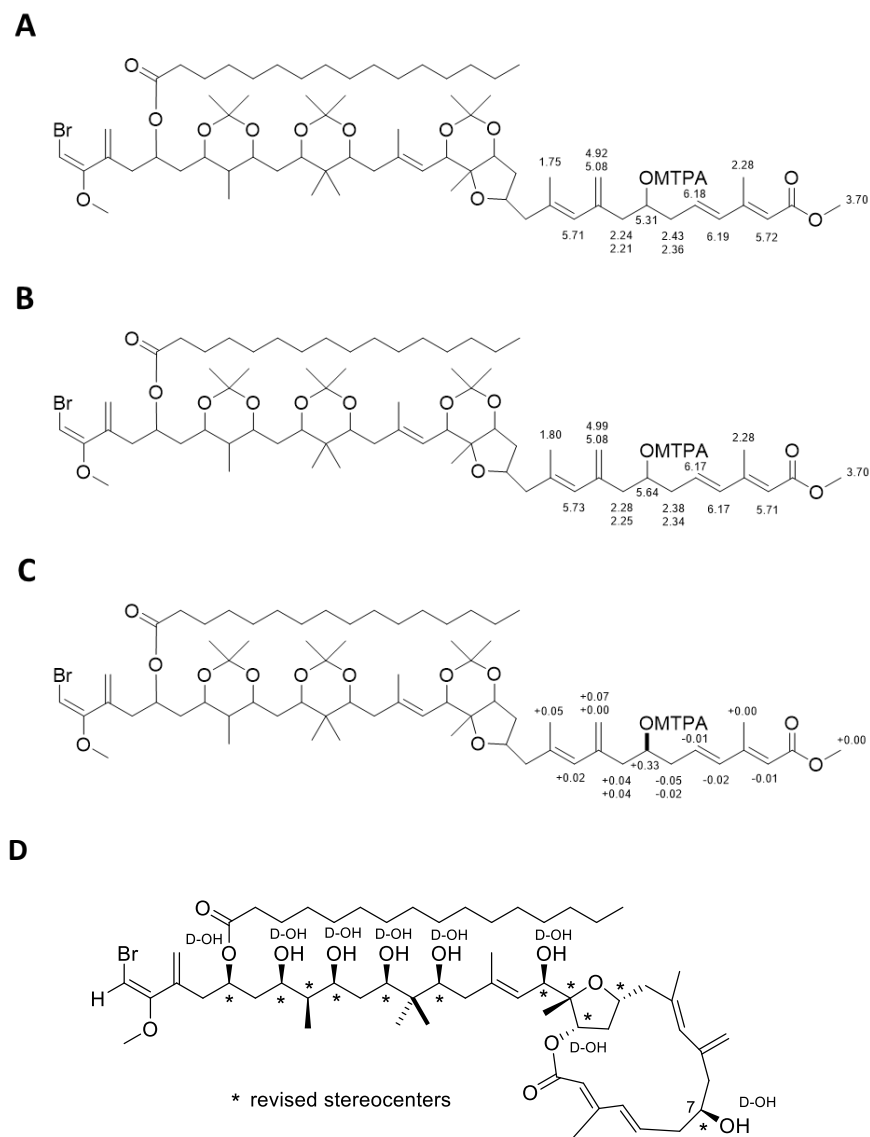 A
O
O
O O O O O O
Br
O
O
1.75
4.92
5.08
OMTPA
6.18
2.28
O
O
3.70
5.31
5.71
2.24
2.21
2.43
2.36
6.19
5.72
B
O
O
O O O O O O
Br
O
O
1.80
4.99
5.08
OMTPA
6.17
2.28
O
O
3.70
5.64
5.73
2.28
2.25
2.38
2.34
6.17
5.71
C
O
O
O O O O O O
Br
O
O
+0.05
+0.07
+0.00
OMTPA
-0.01
+0.00
O
O
+0.00
+0.33
+0.02
+0.04
+0.04
-0.05
-0.02
-0.02
-0.01
D
O
D-OH D-OH D-OH D-OH D-OH D-OH
O OH OH OH OH OH
Br
H
O
O
* * * * * * * * * *
O D-OH
O
7
D-OH
OH
*
* revised stereocenters